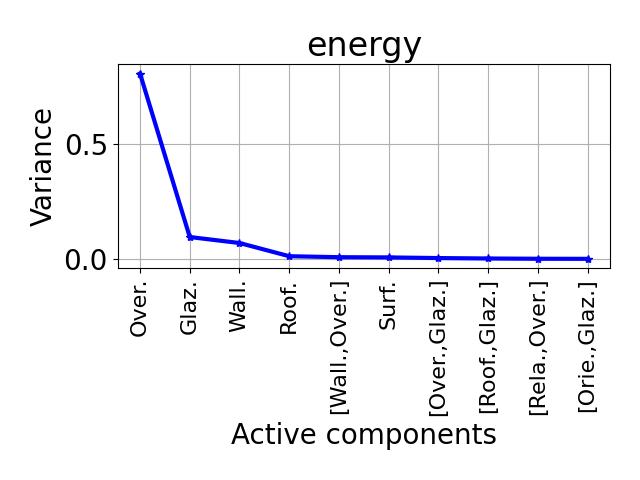 energy
Variance
0.5
0.0
Over.
Glaz.
Wall.
Roof.
[Wall.,Over.]
Surf.
[Over.,Glaz.]
[Roof.,Glaz.]
[Rela.,Over.]
[Orie.,Glaz.]
Active components